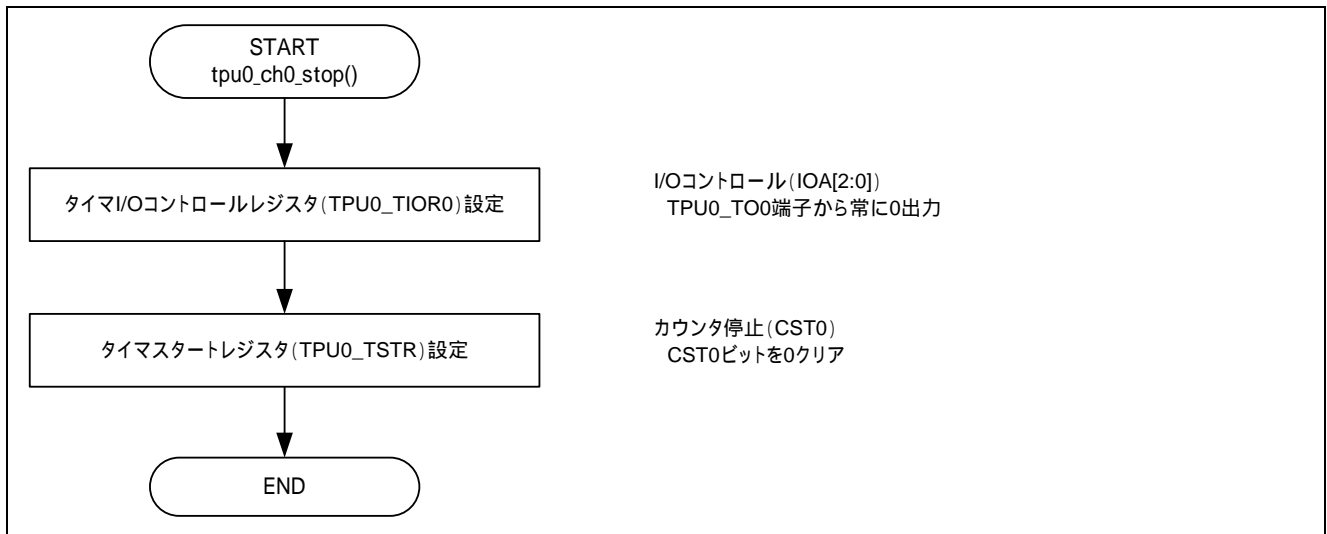 START
tpu0_ch0_stop()
タイマI/Oコントロールレジスタ(TPU0_TIOR0)設定
I/Oコントロール(IOA[2:0])
TPU0_TO0端子から常に0出力
タイマスタートレジスタ(TPU0_TSTR)設定
カウンタ停止(CST0)
CST0ビットを0クリア
END